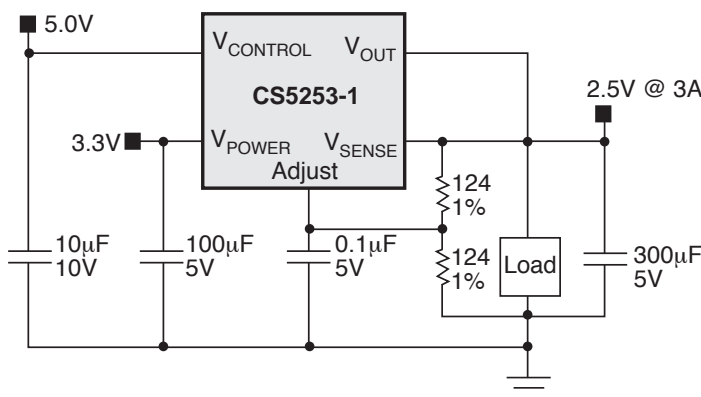 5.0V
VCONTROL
VOUT
CS5253-1
2.5V @ 3A
3.3V
VPOWER
VSENSE
Adjust
124
1%
10μF
10V
100μF
5V
0.1μF
5V
124
1%
Load
300μF
5V